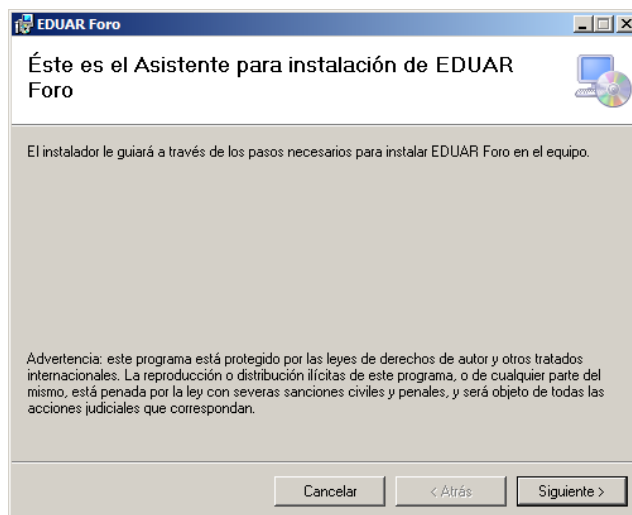 EDUAR Foro
Éste es el Asistente para instalación de EDUAR
Foro
El instalador le guiará a través de los pasos necesarios para instalar EDUAR Foro en el equipo.
Advertencia: este programa está protegido por las leyes de derechos de autor y otros tratados
internacionales. La reproducción o distribución ilícitas de este programa, o de cualquier parte del
mismo, está penada por la ley con severas sanciones civiles y penales, y será objeto de todas las
acciones judiciales que correspondan.
Cancelar
< Atrás
Siguiente >